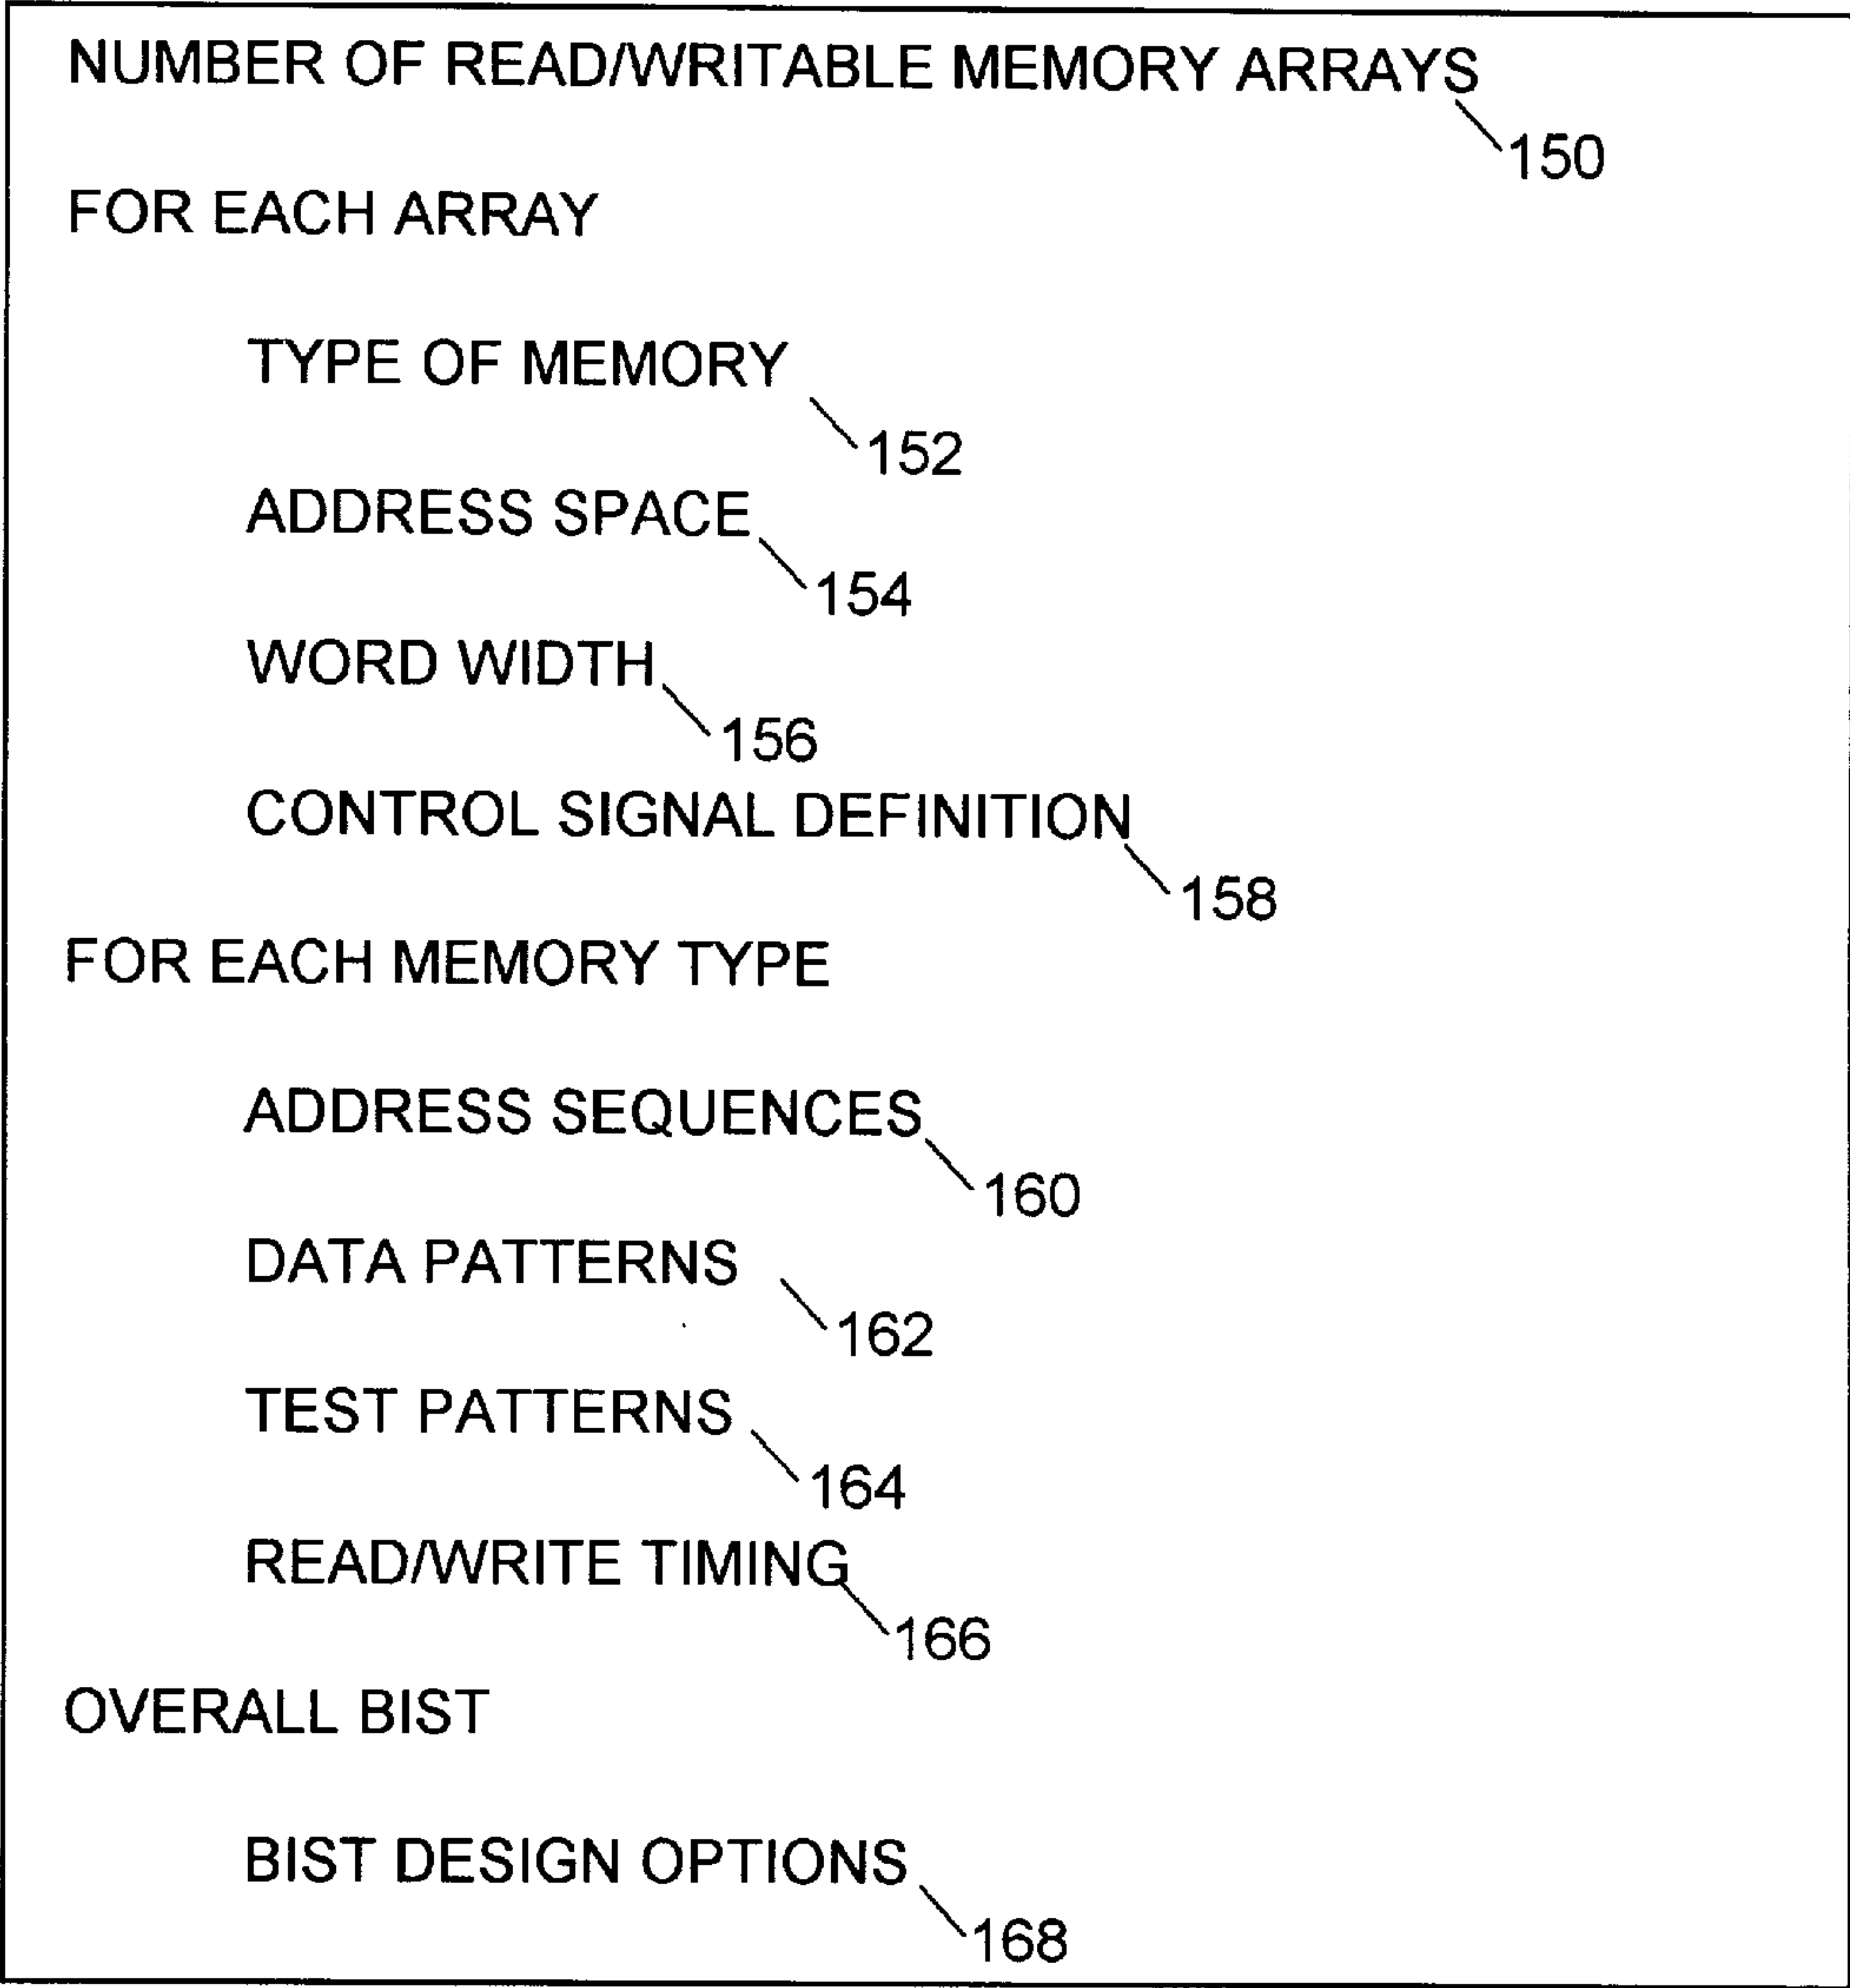 NUMBER OF READ/WRITABLE MEMORY ARRAYS
150
FOR EACH ARRAY
TYPE OF MEMORY
152
ADDRESS SPACE
154
WORD WIDTH
156
CONTROL SIGNAL DEFINITION
158
FOR EACH MEMORY TYPE
ADDRESS SEQUENCES
160
DATA PATTERNS
162
TEST PATTERNS
164
READ/WRITE TIMING
166
OVERALL BIST
BIST DESIGN OPTIONS
168